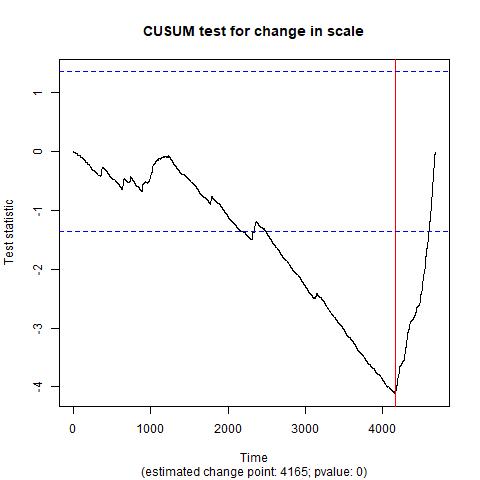 CUSUM test for change in scale
Test statistic
1
0
-1
-2
-3
-4
0 1000 2000 3000 4000
Time
(estimated change point: 4165; pvalue: 0)